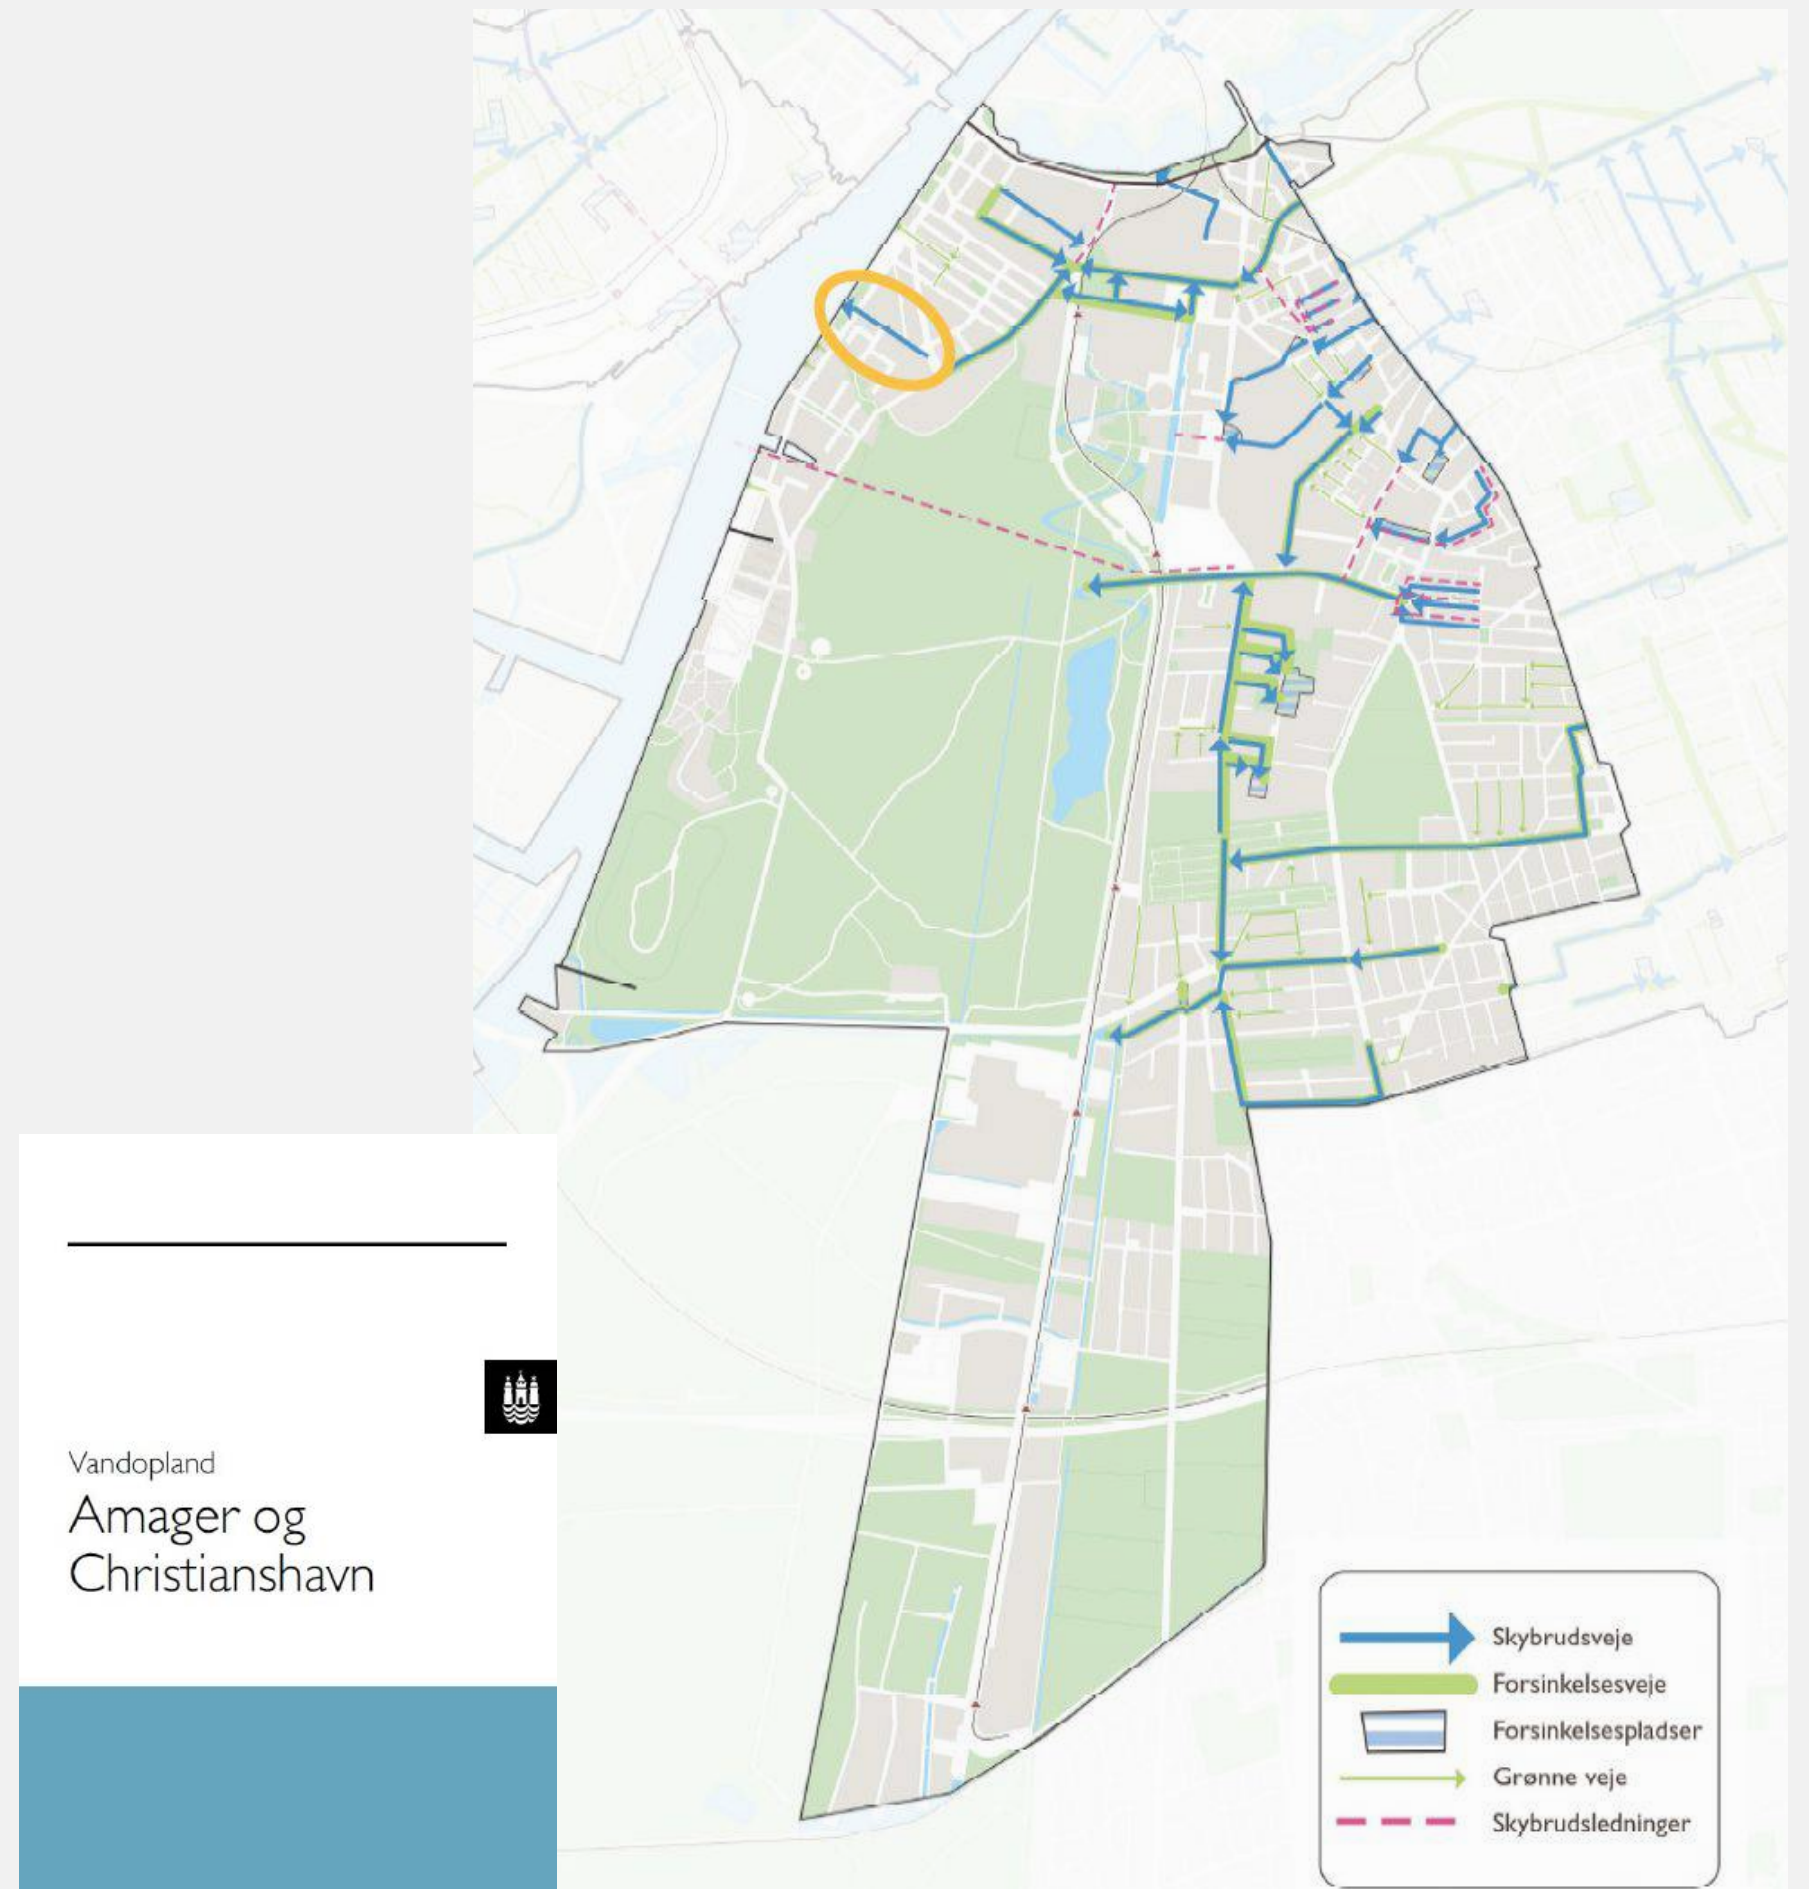 Vandopland
Amager og
Christianshavn
Skybrudsveje
Forsinkelsesveje
Forsinkelsespladser
Grønne veje
Skybrudsledninger